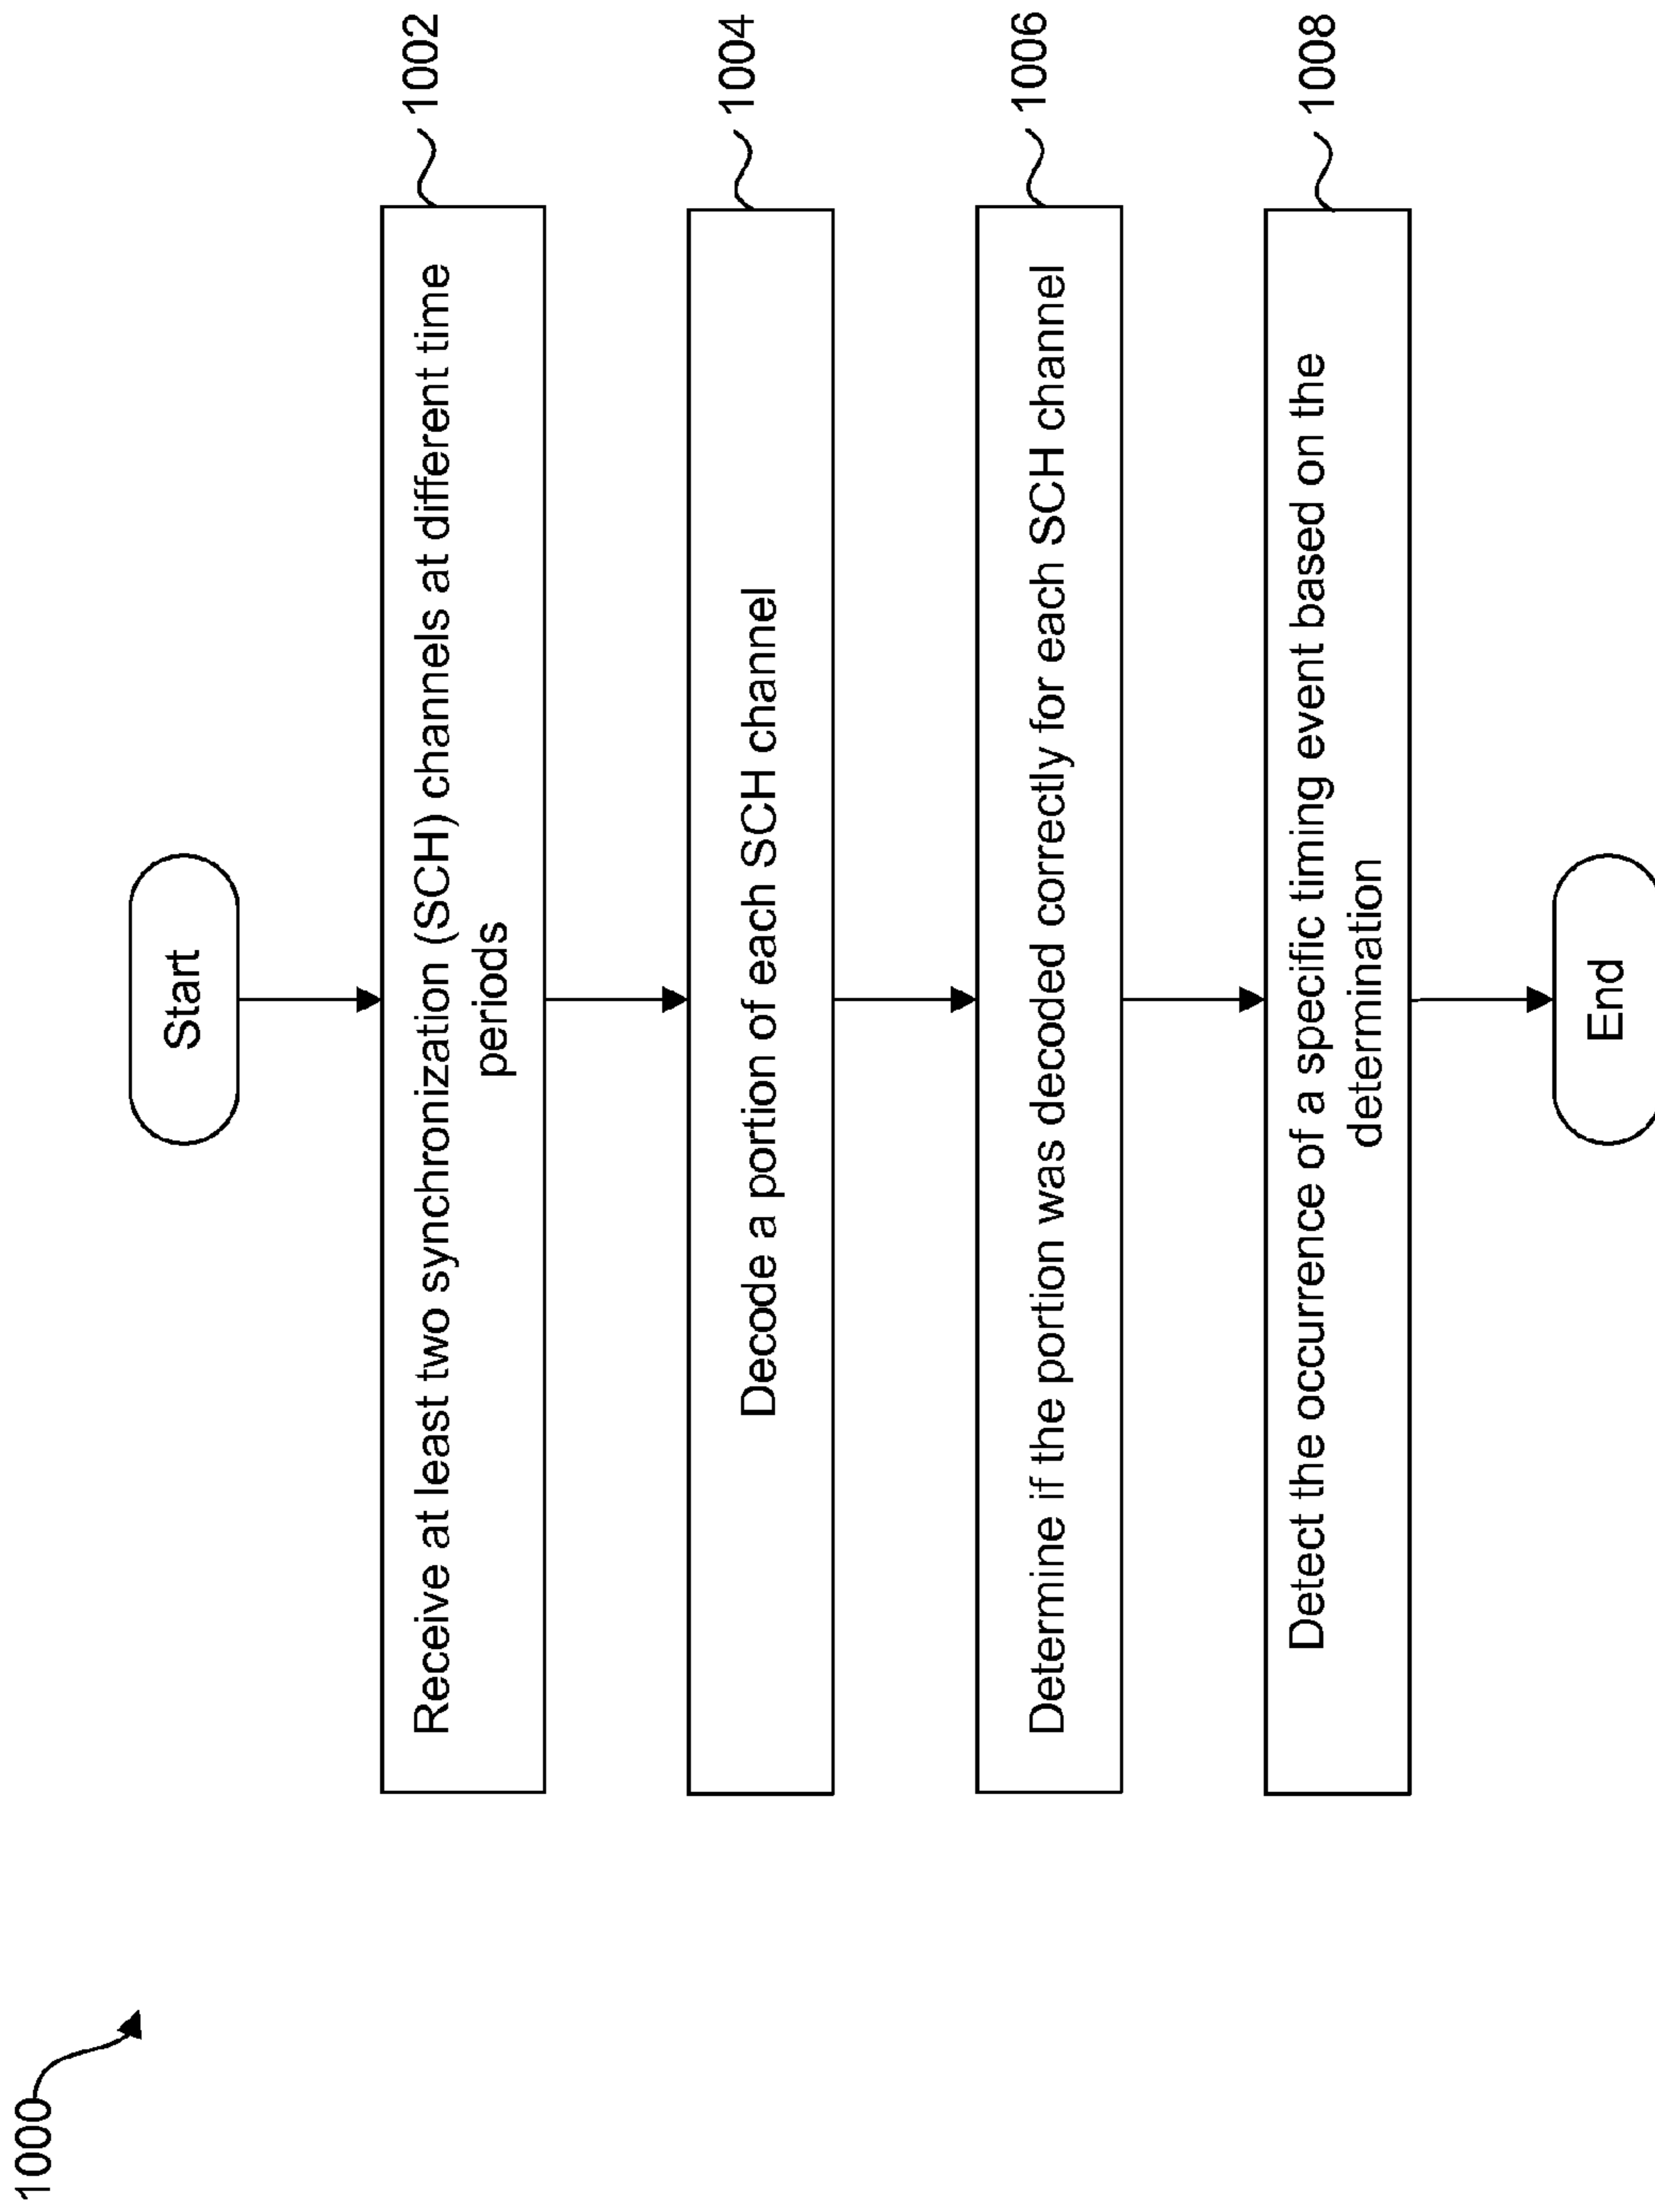 1000
Start
Receive at least two synchronization (SCH) channels at different time
periods
1002
Decode a portion of each SCH channel
1004
Determine if the portion was decoded correctly for each SCH channel
1006
Detect the occurrence of a specific timing event based on the
determination
1008
End